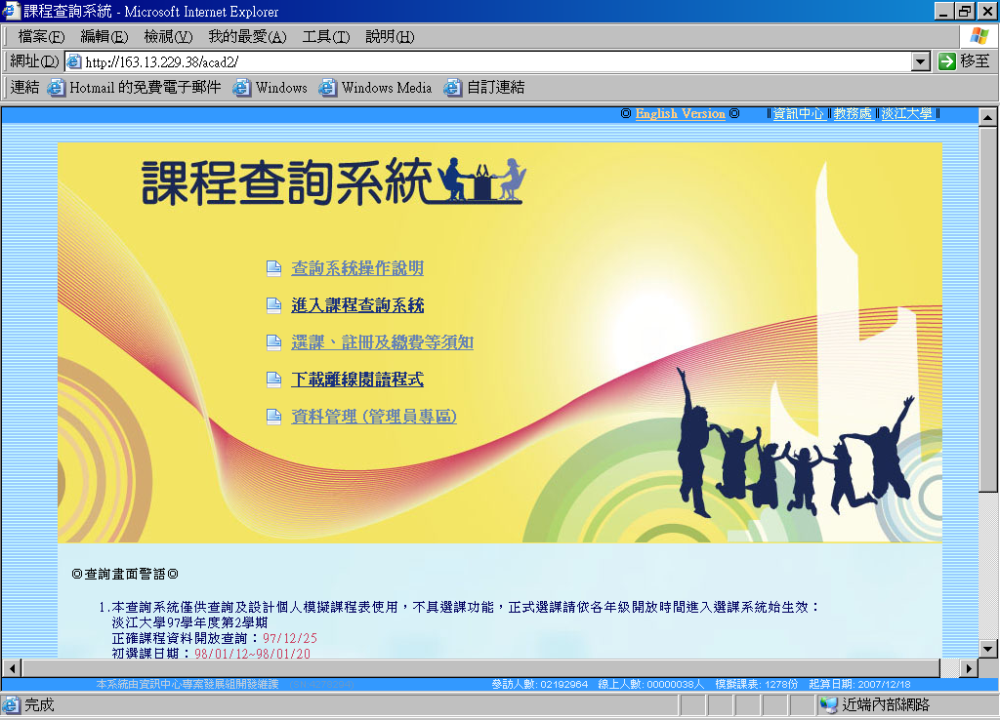 課程查詢系統 - Microsoft Internet Explorer
檔案(F) 編輯(E) 檢視(V) 我的最愛(A) 工具(T) 說明(H)
網址(D) http://163.13.229.38/acad2/ 移至
連結 Hotmail 的免費電子郵件 Windows Windows Media 自訂連結
◎ English Version ◎ ∥資訊中心∥教務處∥淡江大學∥
課程查詢系統
查詢系統操作說明
進入課程查詢系統
選課、註冊及繳費等須知
下載離線閱讀程式
資料管理 (管理員專區)
◎查詢畫面警語◎
1.本查詢系統僅供查詢及設計個人模擬課程表使用，不具選課功能，正式選課請依各年級開放時間進入選課系統始生效：
淡江大學97學年度第2學期
正確課程資料開放查詢：97/12/25
初選課日期：98/01/12~98/01/20
本系統由資訊中心專案發展組開發維護
參訪人數: 02192964 線上人數: 00000038人 模擬課表: 1278份 起算日期: 2007/12/18
完成 近端內部網路